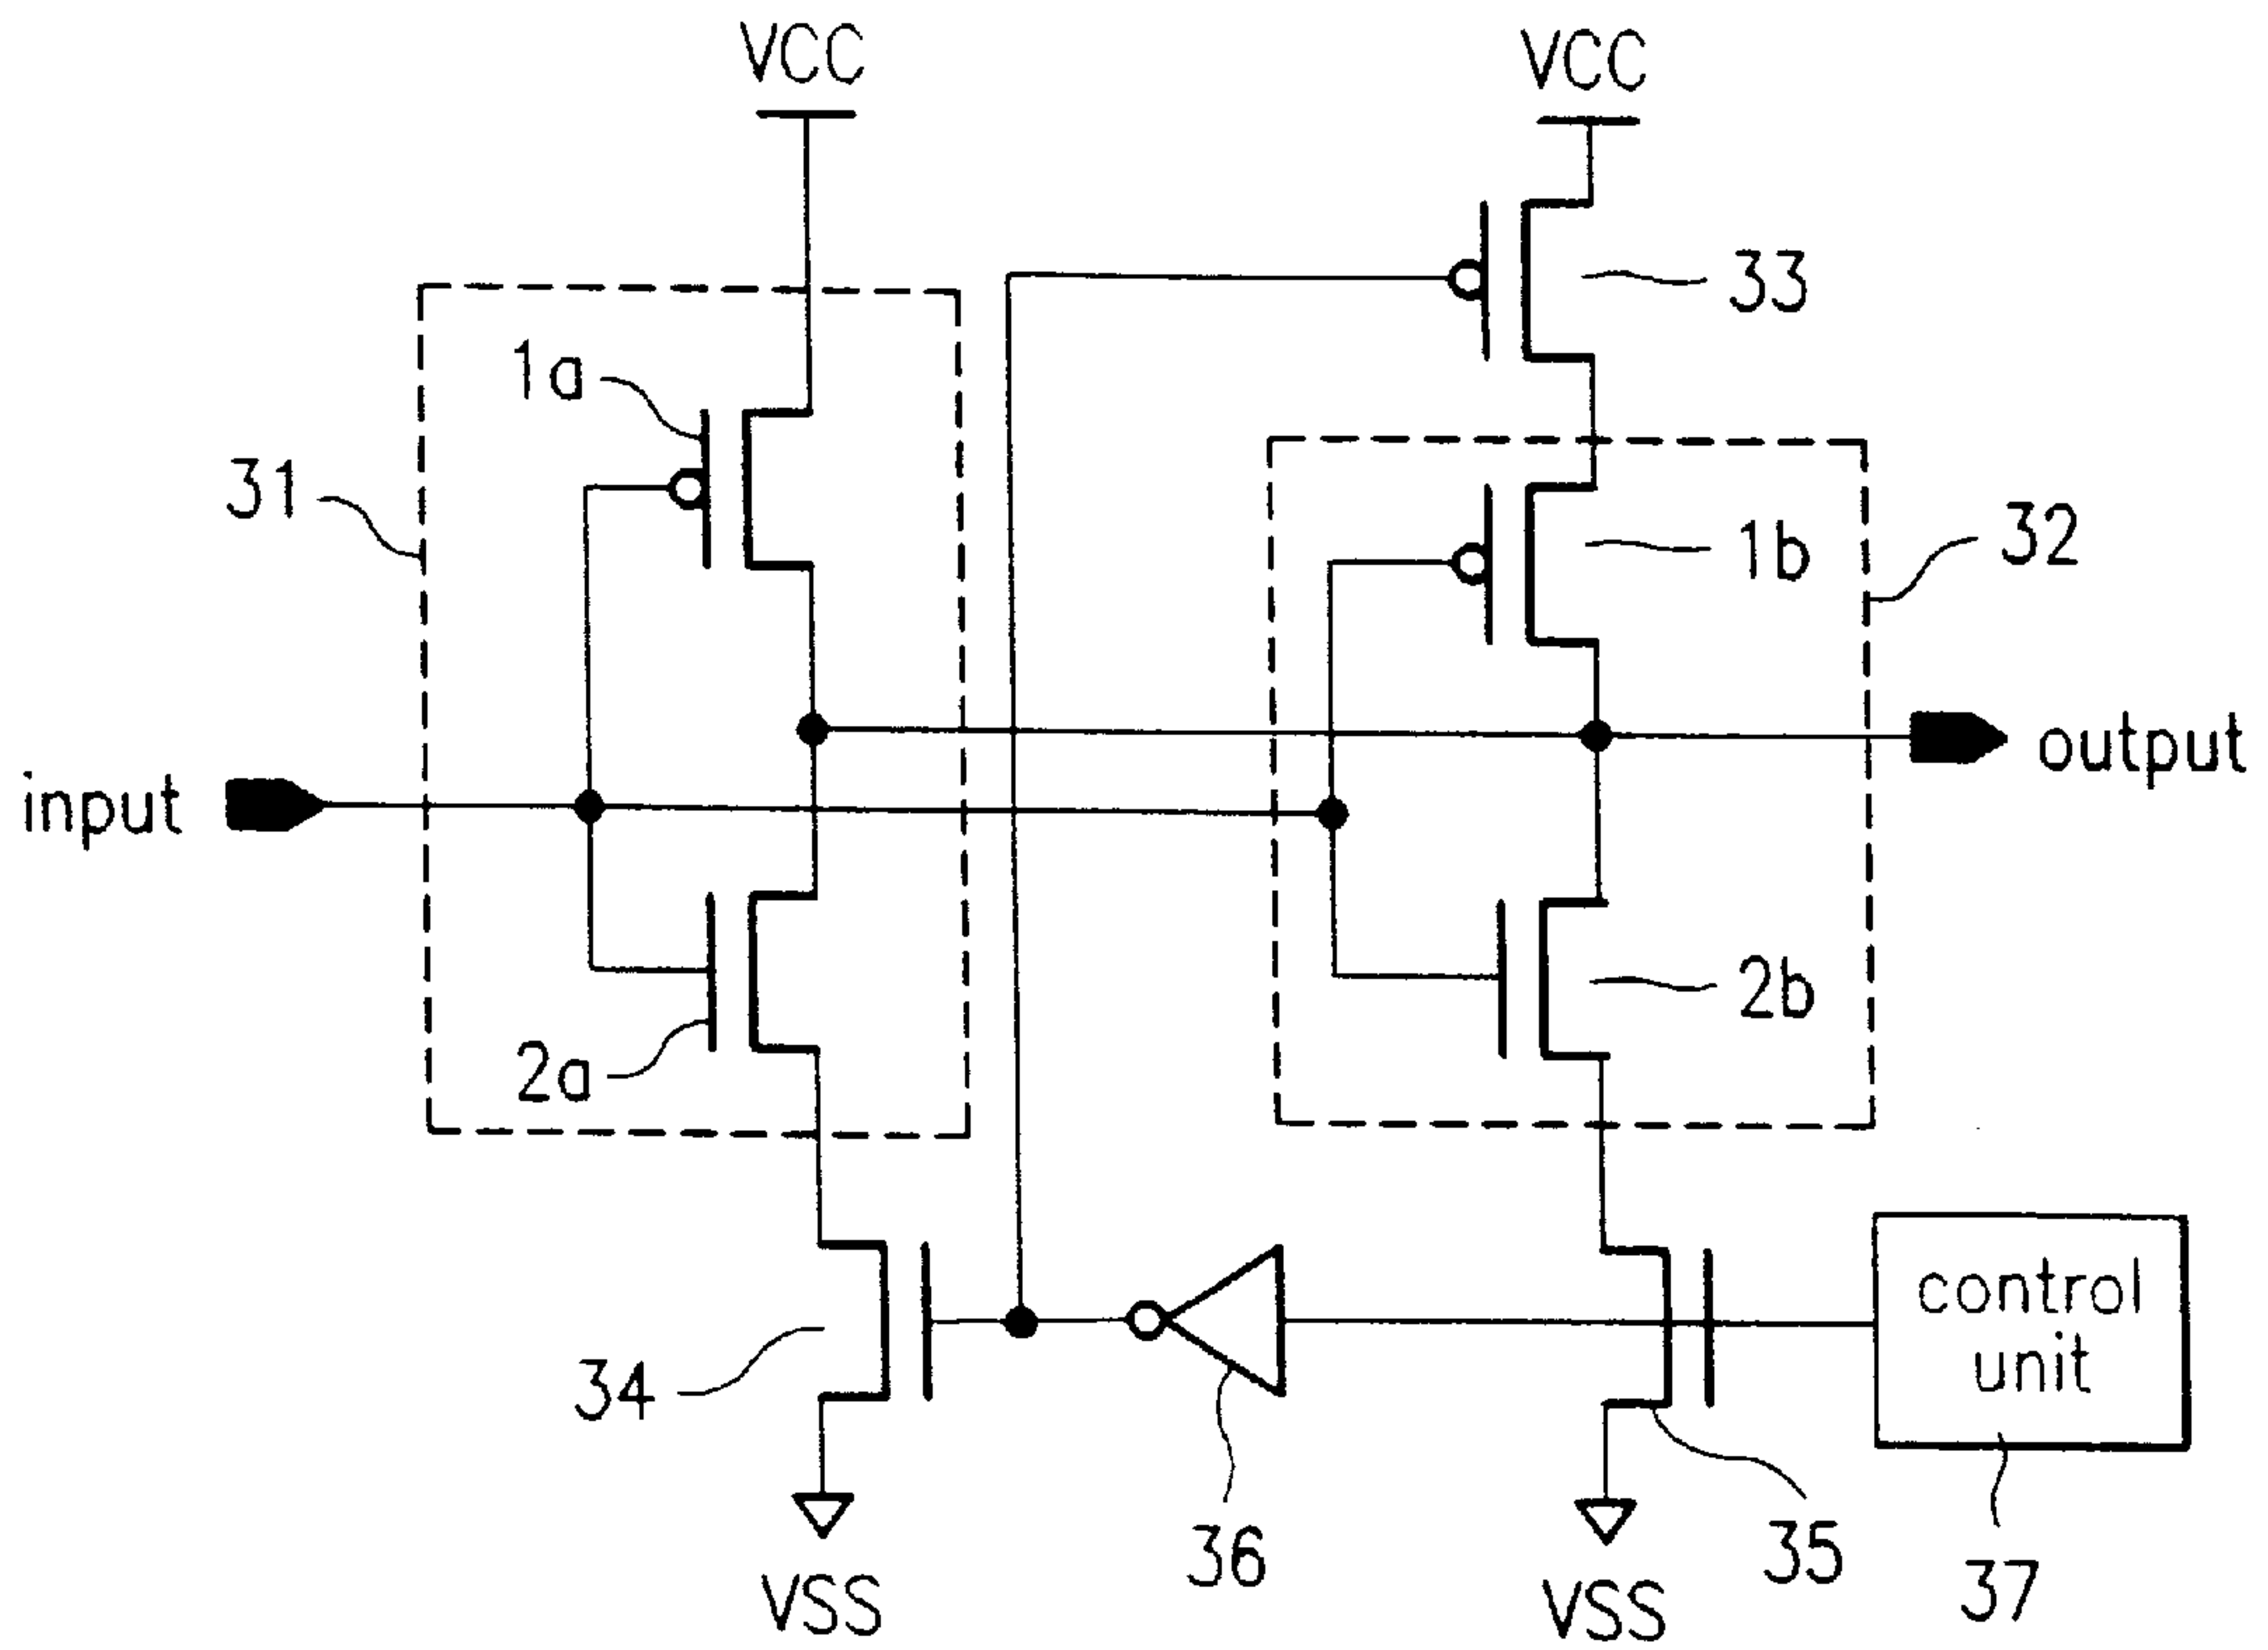 VCC
VCC
33
1a
31
1b
32
output
input
2b
2a
control
unit
34
36
35
37
VSS
VSS